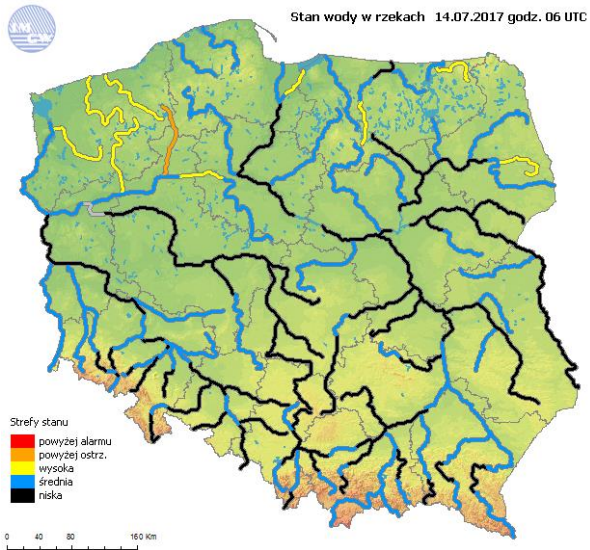 Stan wody w rzekach 14.07.2017 godz. 06 UTC
IMGW
Strefy stanu
powyżej alarmu
powyżej ostrz.
wysoka
średnia
niska
0 40 80 160 Km